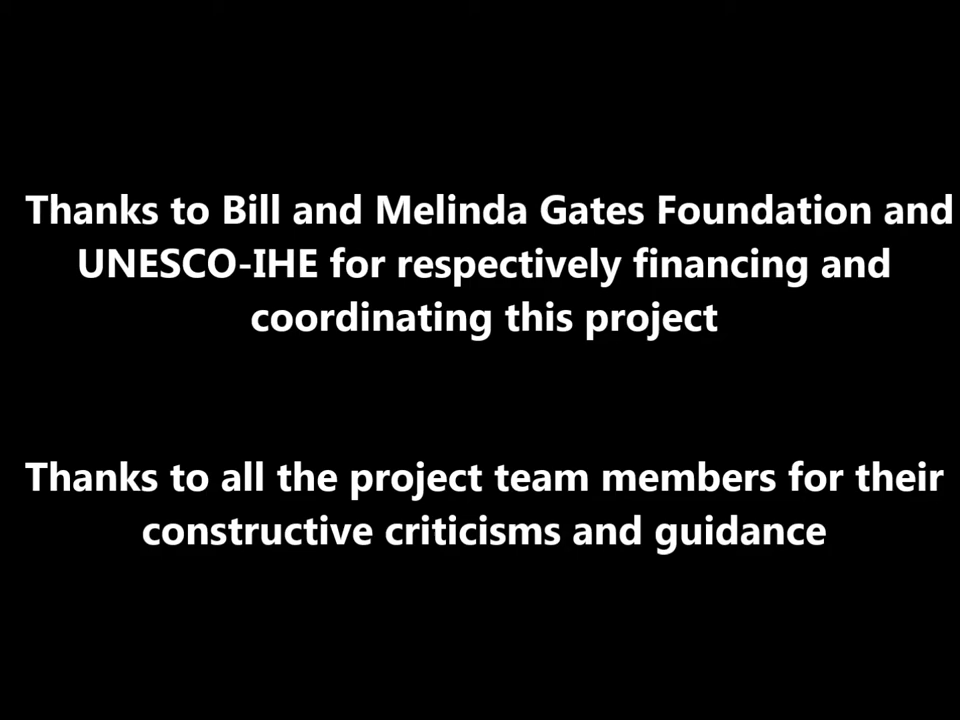 Thanks to Bill and Melinda Gates Foundation and
UNESCO-IHE for respectively financing and
coordinating this project
Thanks to all the project team members for their
constructive criticisms and guidance